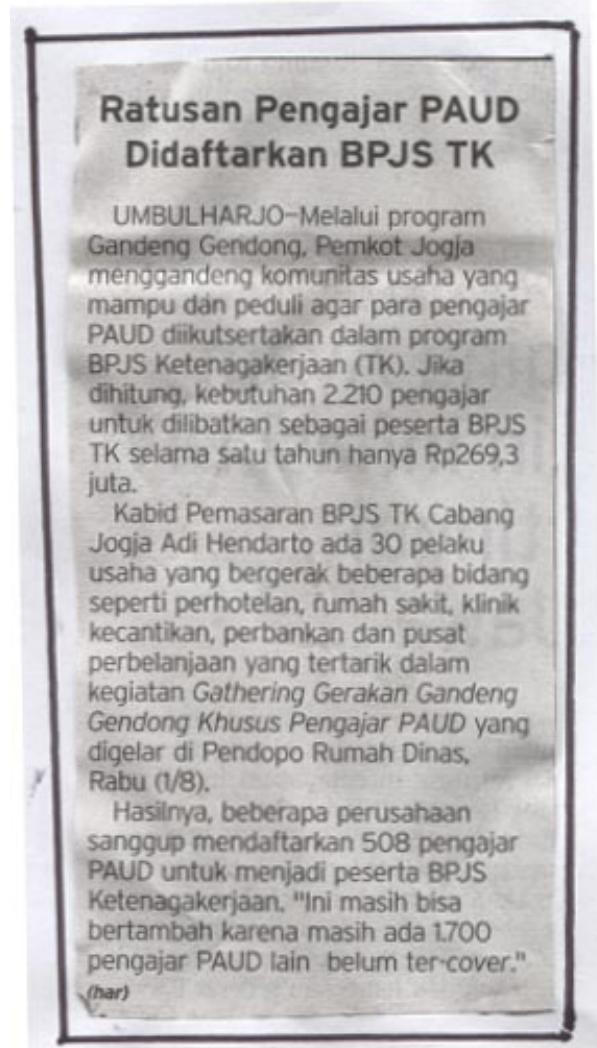 Ratusan Pengajar PAUD
Didaftarkan BPJS TK
UMBULHARJO–Melalui program
Gandeng Gendong, Pemkot Jogja
menggandeng komunitas usaha yang
mampu dan peduli agar para pengajar
PAUD diikutsertakan dalam program
BPJS Ketenagakerjaan (TK). Jika
dihitung, kebutuhan 2.210 pengajar
untuk dilibatkan sebagai peserta BPJS
TK selama satu tahun hanya Rp269,3
juta.
Kabid Pemasaran BPJS TK Cabang
Jogja Adi Hendarto ada 30 pelaku
usaha yang bergerak beberapa bidang
seperti perhotelan, rumah sakit, klinik
kecantikan, perbankan dan pusat
perbelanjaan yang tertarik dalam
kegiatan Gathering Gerakan Gandeng
Gendong Khusus Pengajar PAUD yang
digelar di Pendopo Rumah Dinas,
Rabu (1/8).
Hasilnya, beberapa perusahaan
sanggup mendaftarkan 508 pengajar
PAUD untuk menjadi peserta BPJS
Ketenagakerjaan. "Ini masih bisa
bertambah karena masih ada 1.700
pengajar PAUD lain belum ter-cover."
(har)